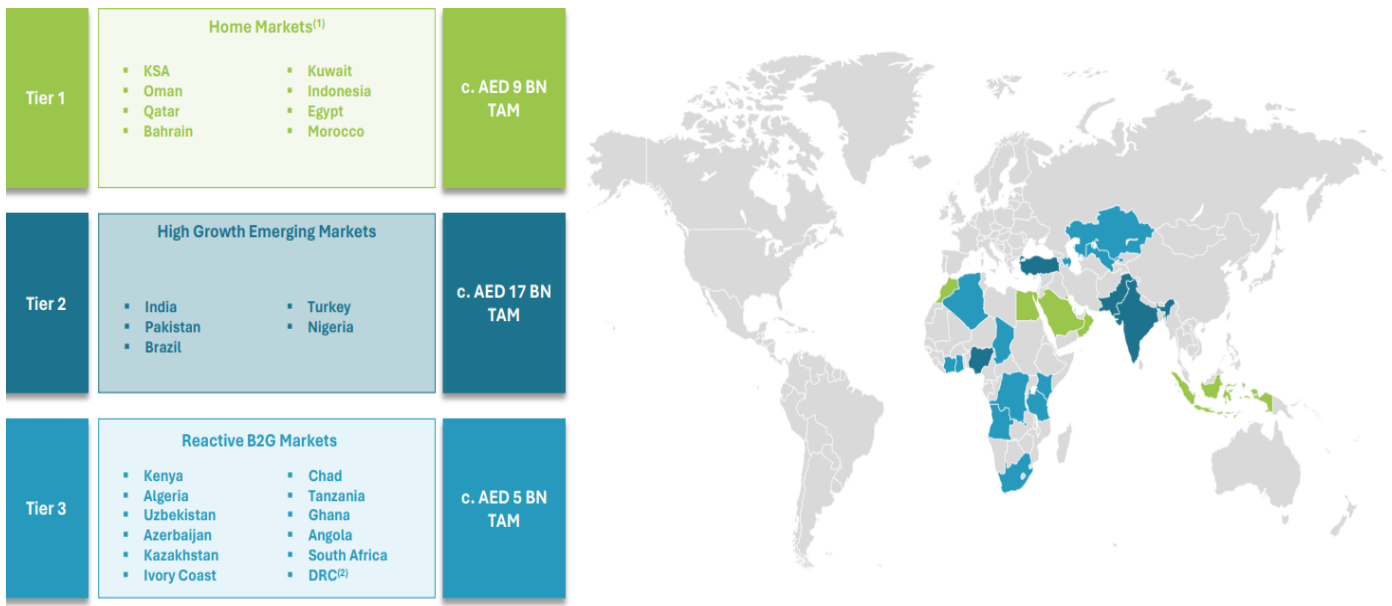 Tier 1
Home Markets(1)
KSA
Oman
Qatar
Bahrain
Kuwait
Indonesia
Egypt
Morocco
c. AED 9 BN
TAM
Tier 2
High Growth Emerging Markets
India
Pakistan
Brazil
Turkey
Nigeria
c. AED 17 BN
TAM
Tier 3
Reactive B2G Markets
Kenya
Algeria
Uzbekistan
Azerbaijan
Kazakhstan
Ivory Coast
Chad
Tanzania
Ghana
Angola
South Africa
DRC(2)
c. AED 5 BN
TAM